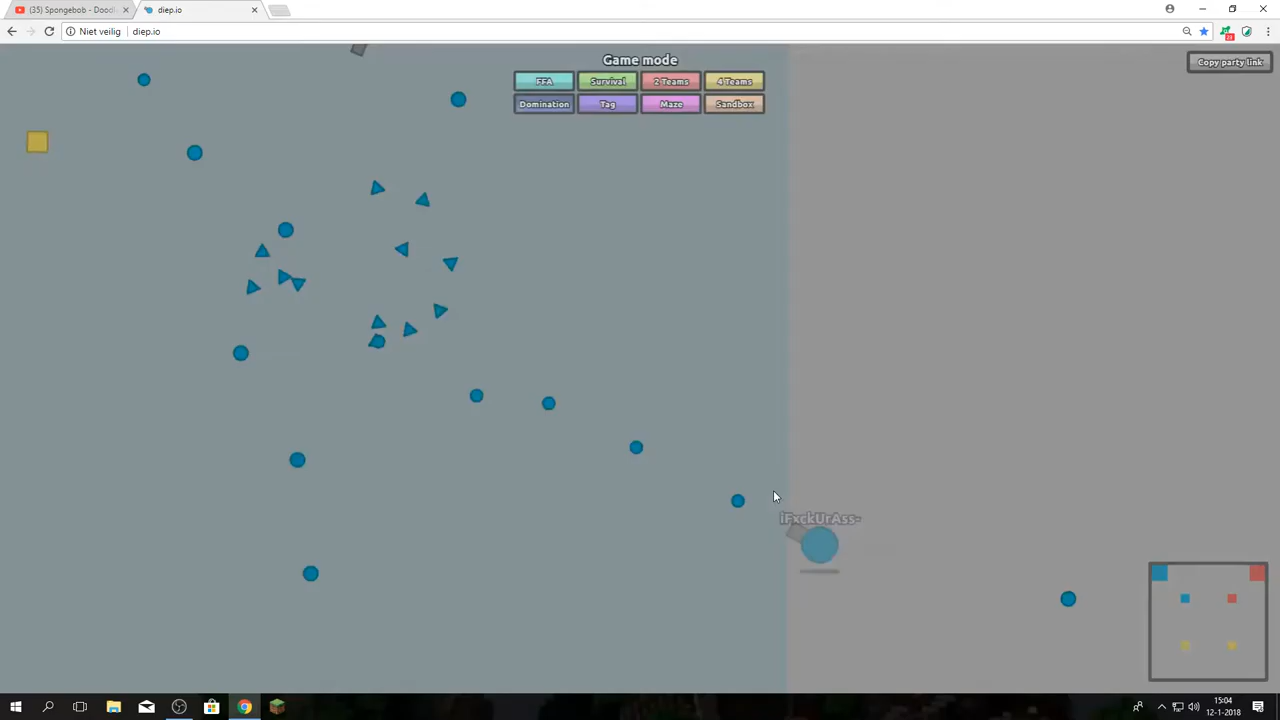 (35) Spongebob - Doodl
diep.io
Niet veilig
diep.io
Game mode
FFA
Survival
2 Teams
4 Teams
Domination
Tag
Maze
Sandbox
Copy party link
iFxckUrAss-
15:04
12-1-2018